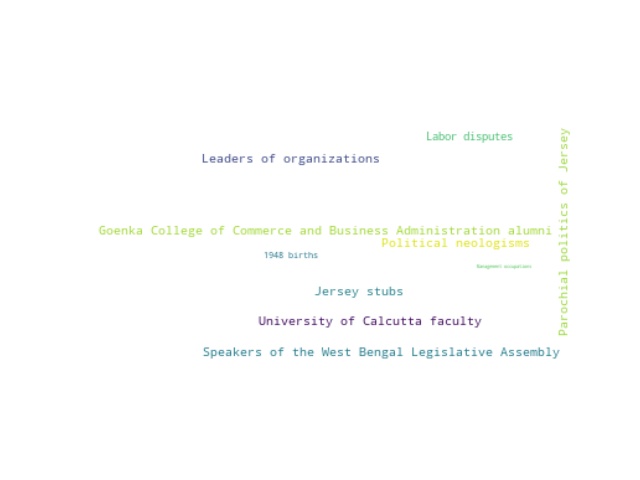 Labor disputes
Leaders of organizations
Parochial politics of Jersey
Goenka College of Commerce and Business Administration alumni
Political neologisms
1948 births
Management occupations
Jersey stubs
University of Calcutta faculty
Speakers of the West Bengal Legislative Assembly